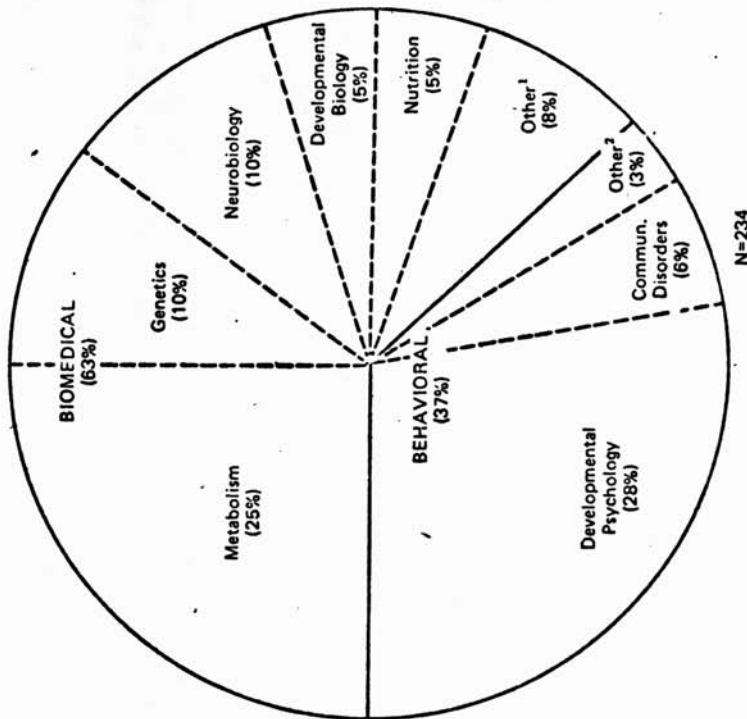 BIOMEDICAL
(63%)
Genetics
(10%)
Metabolism
(25%)
Neurobiology
(10%)
Developmental
Biology
(5%)
Nutrition
(5%)
BEHAVIORAL
(37%)
Other¹
(8%)
Developmental
Psychology
(28%)
Other²
(3%)
Commun.
Disorders
(6%)
N=234